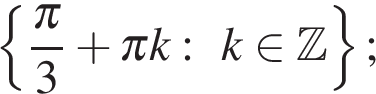 {π/3 + πk : k ∈ ℤ};